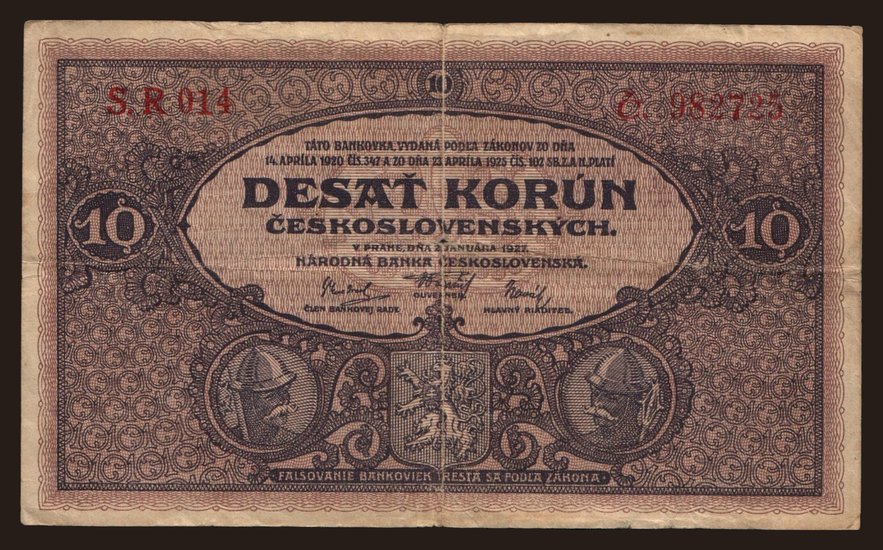 10
S. R 014
Č. 982725
TÁTO BANKOVKA, VYDANÁ PODĽA ZÁKONOV ZO DŇA
14. APRÍLA 1920 ČÍS. 347 A ZO DŇA 23 APRÍLA 1925 ČÍS. 102 SB. Z. A N., PLATÍ
DESAŤ KORÚN
ČESKOSLOVENSKÝCH.
10
10
V PRAHE, DŇA 2. JANUÁRA 1927.
NÁRODNÁ BANKA ČESKOSLOVENSKÁ.
ČLEN BANKOVEJ RADY.
GUVERNER.
HLAVNÝ RIADITEĽ.
FALŠOVANIE BANKOVIEK TRESTÁ SA PODĽA ZÁKONA